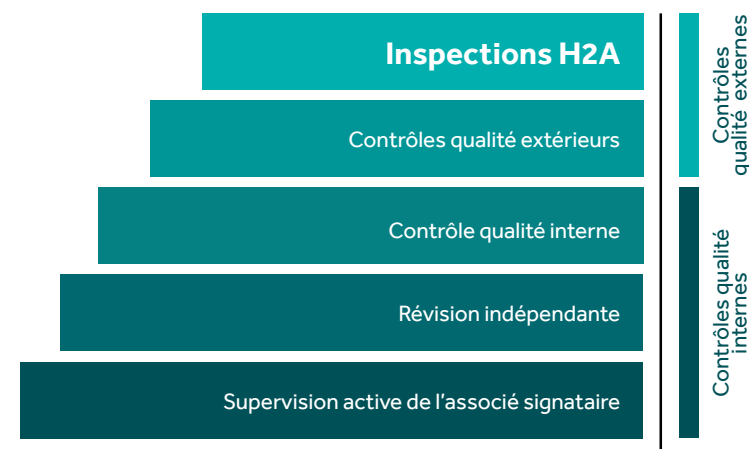 Inspections H2A
Contrôles qualité extérieurs
Contrôle qualité interne
Révision indépendante
Supervision active de l’associé signataire
Contrôles
qualité externes
Contrôles qualité
internes